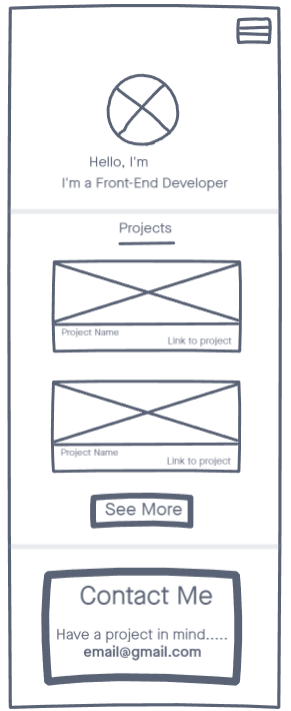 Hello, I'm
I'm a Front-End Developer
Projects
Project Name
Link to project
Project Name
Link to project
See More
Contact Me
Have a project in mind.....
email@gmail.com